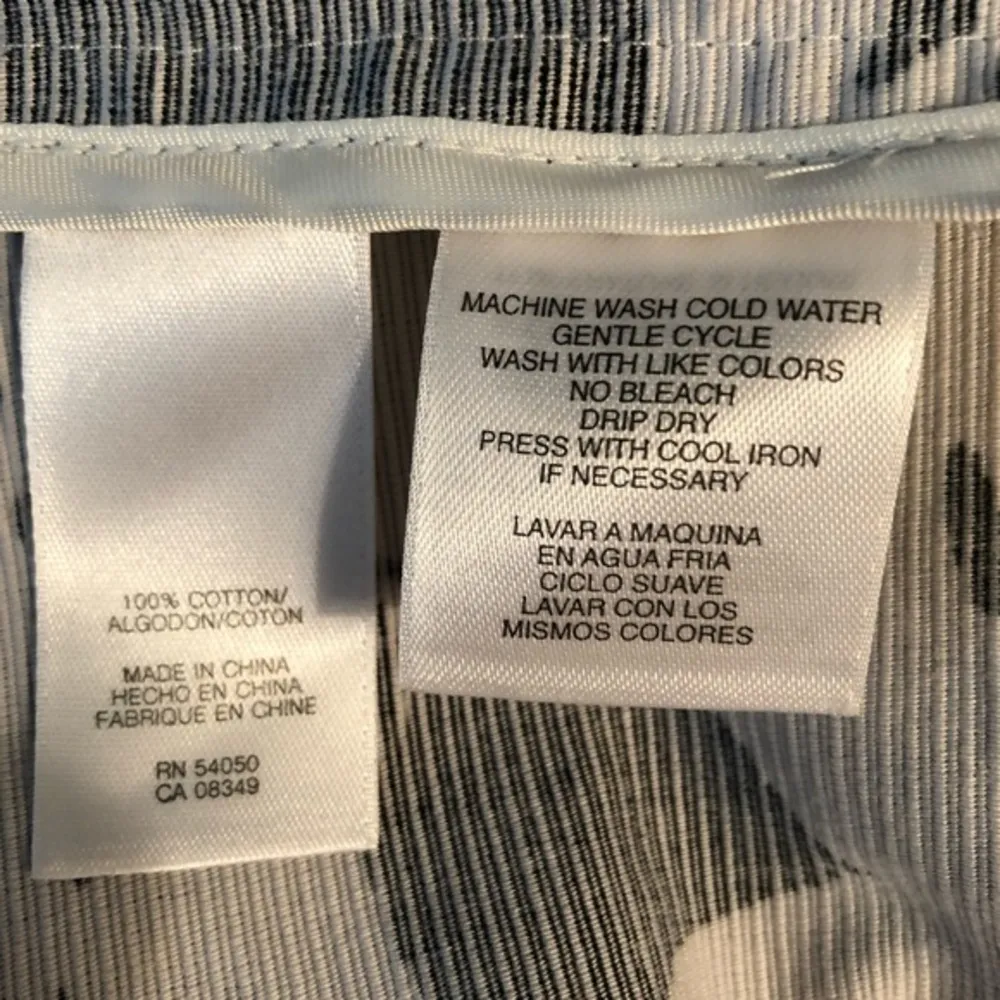 100% COTTON/
ALGODON/COTON
MADE IN CHINA
HECHO EN CHINA
FABRIQUE EN CHINE
RN 54050
CA 08349
MACHINE WASH COLD WATER
GENTLE CYCLE
WASH WITH LIKE COLORS
NO BLEACH
DRIP DRY
PRESS WITH COOL IRON
IF NECESSARY
LAVAR A MAQUINA
EN AGUA FRIA
CICLO SUAVE
LAVAR CON LOS
MISMOS COLORES